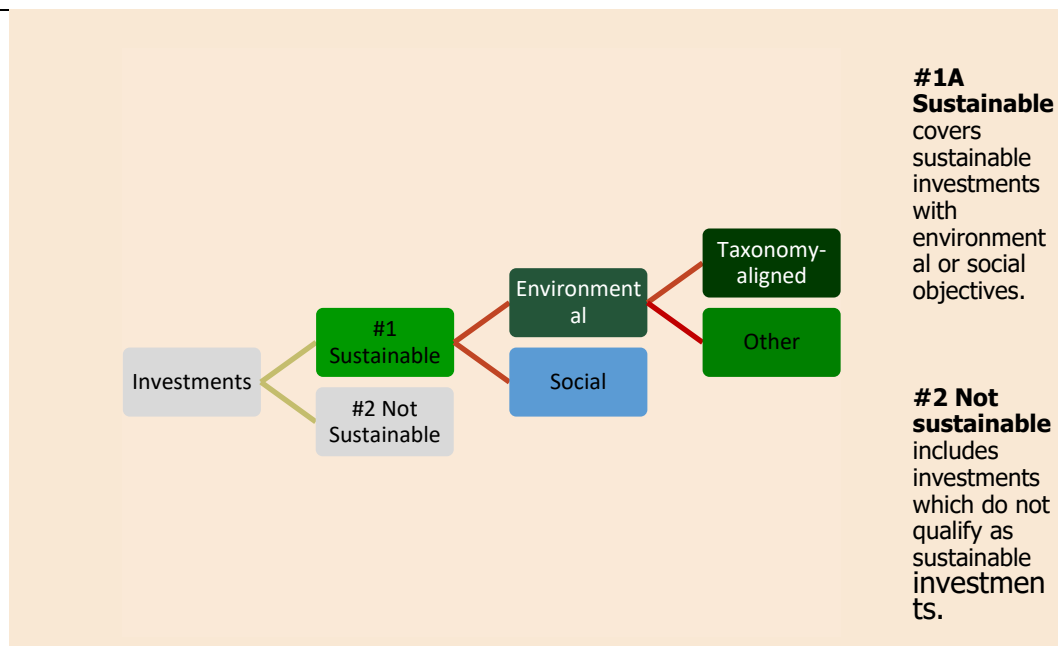 Investments
#1
Sustainable
#2 Not
Sustainable
Environment
al
Social
Taxonomy-
aligned
Other
#1A
Sustainable
covers
sustainable
investments
with
environment
al or social
objectives.
#2 Not
sustainable
includes
investments
which do not
qualify as
sustainable
investmen
ts.